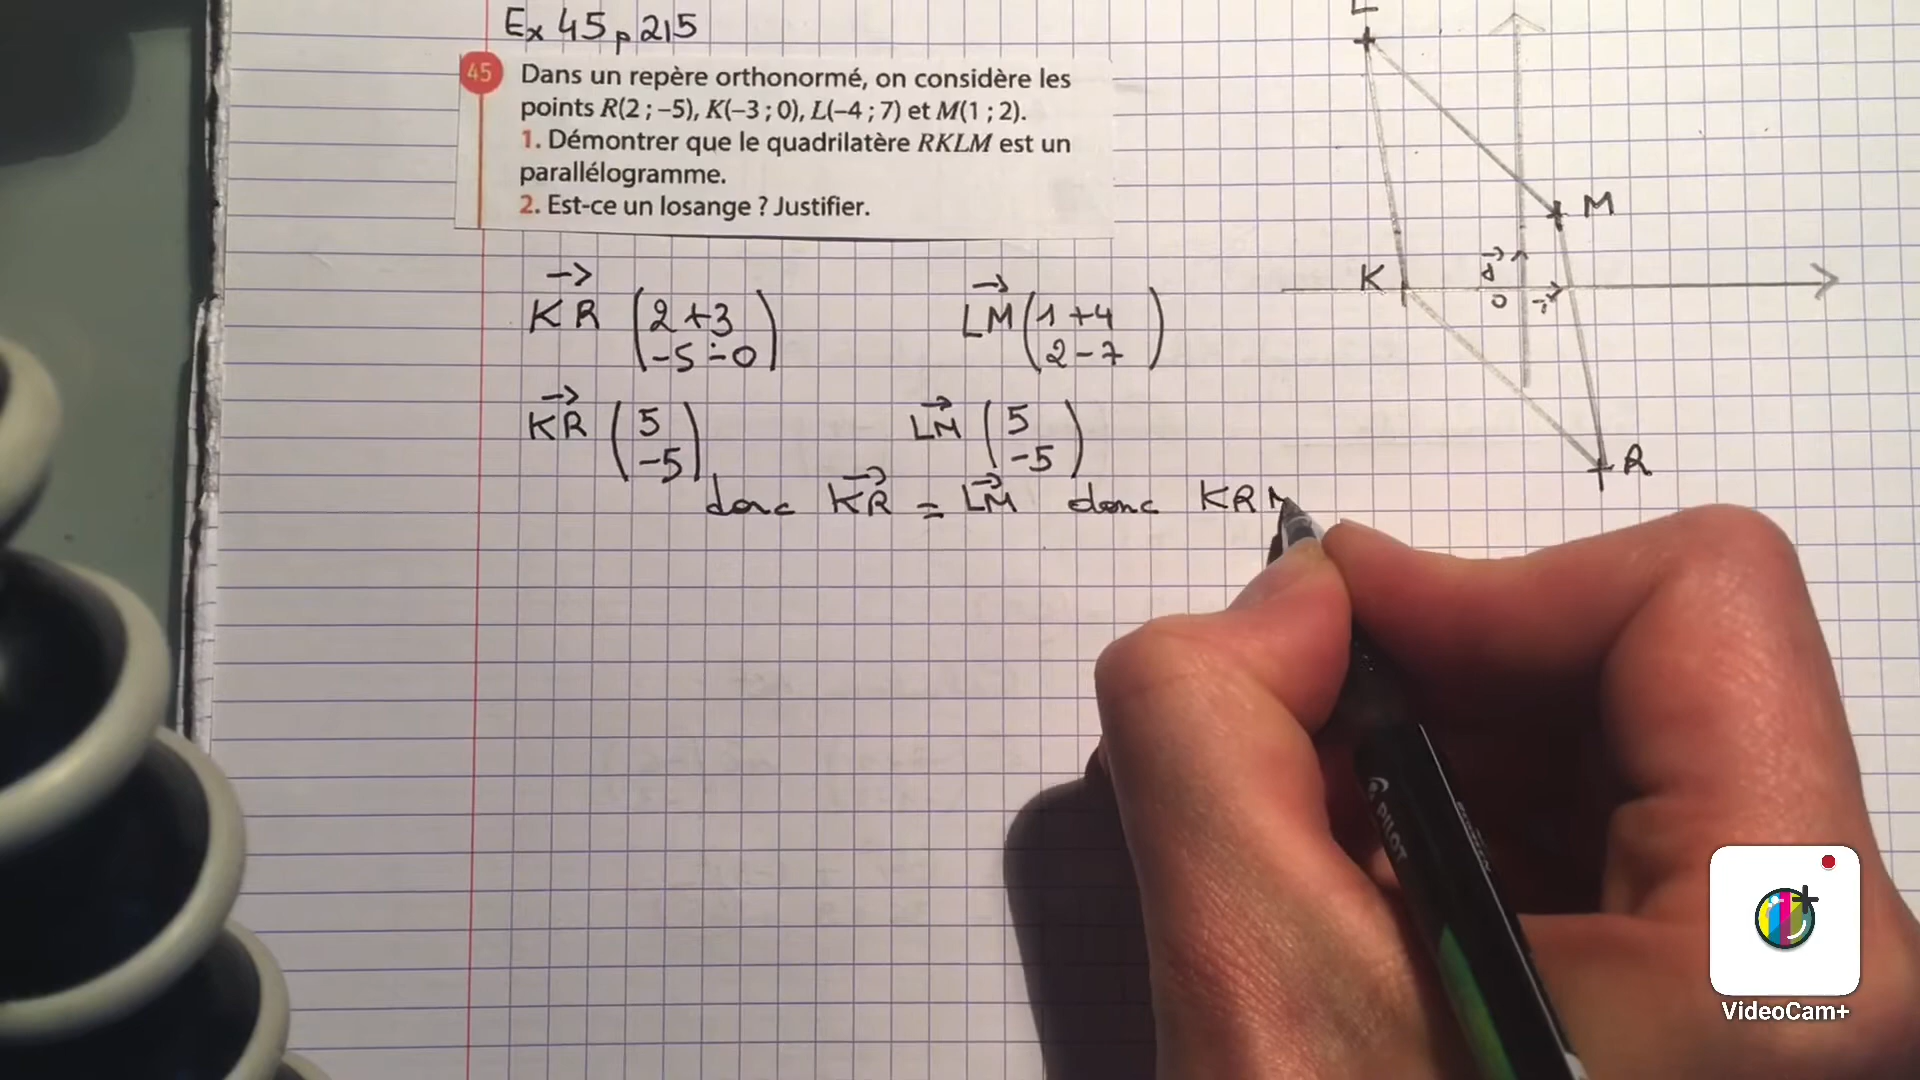 Ex 45 p 215
45 Dans un repère orthonormé, on considère les
points R(2 ; –5), K(–3 ; 0), L(–4 ; 7) et M(1 ; 2).
1. Démontrer que le quadrilatère RKLM est un
parallélogramme.
2. Est-ce un losange ? Justifier.
KR (2+3
-5-0)
LM (1+4
2-7)
KR (5
-5)
LM (5
-5)
donc KR = LM donc KRM
L
M
K
j
O
i
R
PILOT
VideoCam+